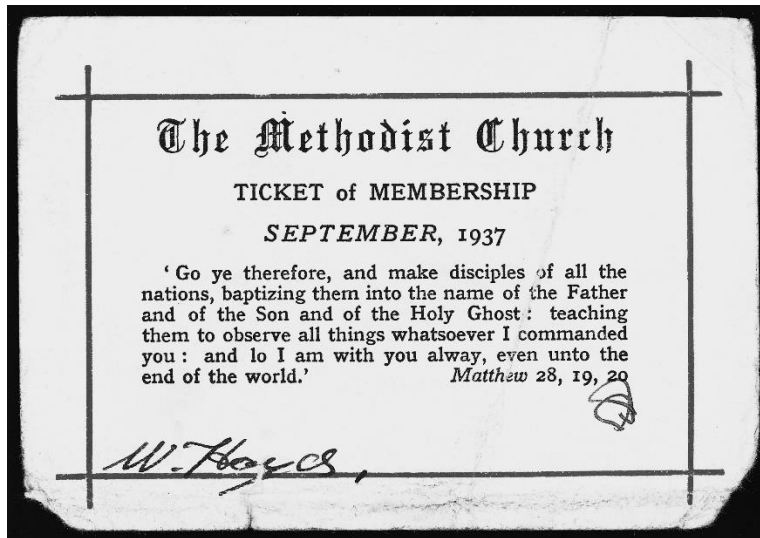 The Methodist Church
TICKET of MEMBERSHIP
SEPTEMBER, 1937
‘Go ye therefore, and make disciples of all the
nations, baptizing them into the name of the Father
and of the Son and of the Holy Ghost : teaching
them to observe all things whatsoever I commanded
you : and lo I am with you alway, even unto the
end of the world.’ Matthew 28, 19, 20
W.